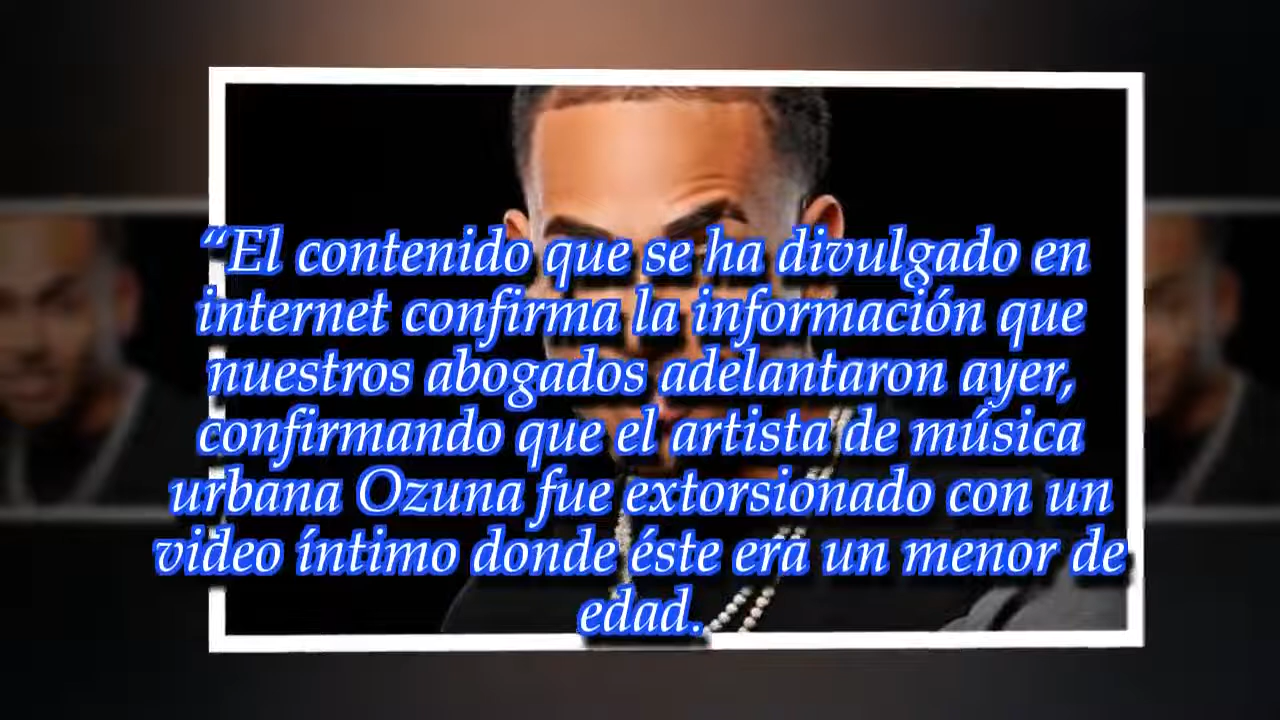 “El contenido que se ha divulgado en
internet confirma la información que
nuestros abogados adelantaron ayer,
confirmando que el artista de música
urbana Ozuna fue extorsionado con un
video íntimo donde éste era un menor de
edad.